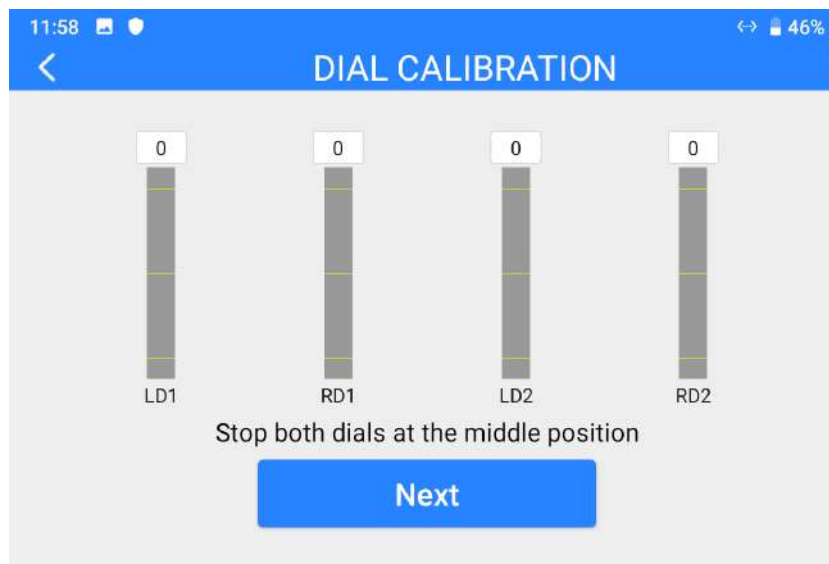 11:58 46%
DIAL CALIBRATION
0 0 0 0
LD1 RD1 LD2 RD2
Stop both dials at the middle position
Next